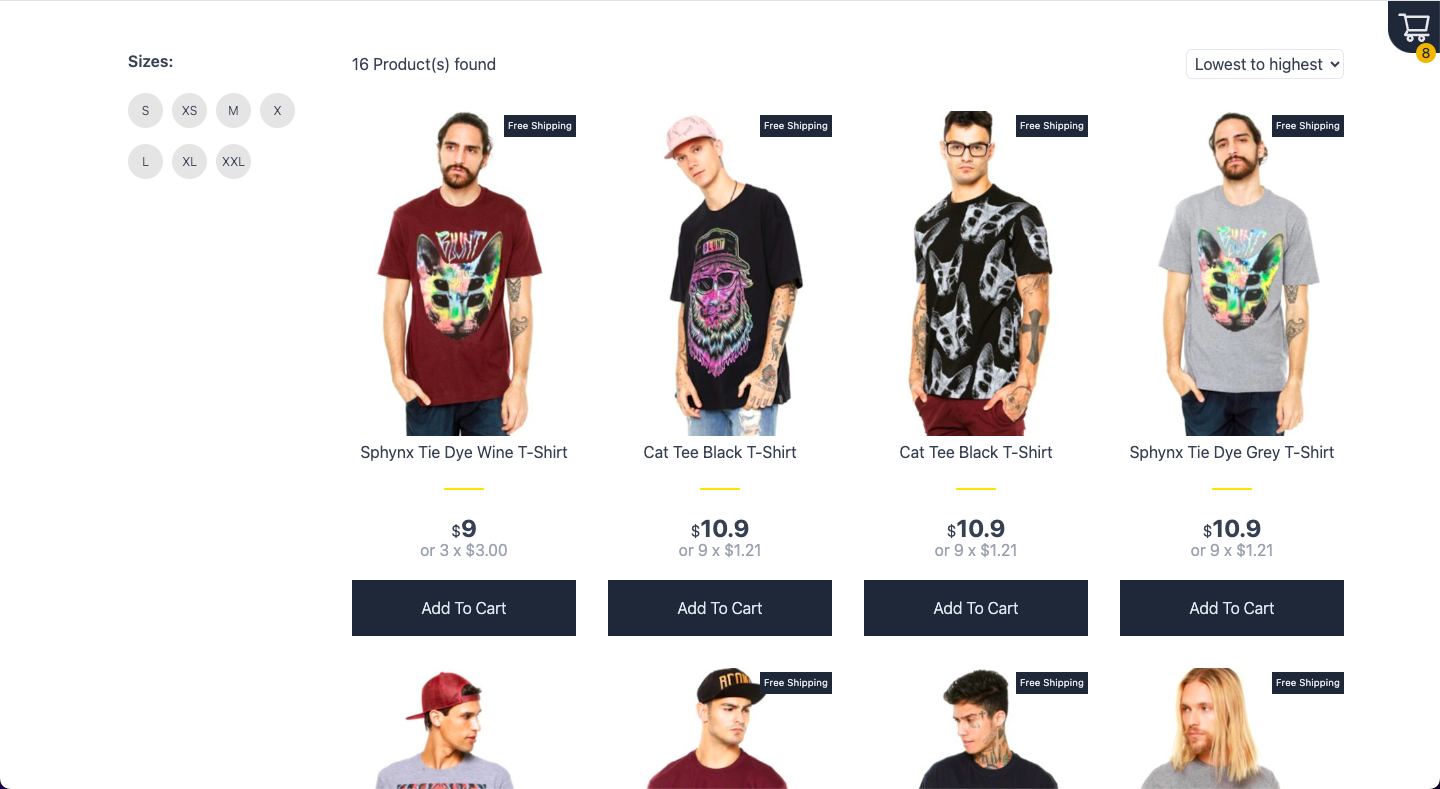 8
Sizes:
16 Product(s) found
Lowest to highest
S XS M X
L XL XXL
Free Shipping
Free Shipping
Free Shipping
Free Shipping
BLUNT
Sphynx Tie Dye Wine T-Shirt
Cat Tee Black T-Shirt
Cat Tee Black T-Shirt
Sphynx Tie Dye Grey T-Shirt
$9
$10.9
$10.9
$10.9
or 3 x $3.00
or 9 x $1.21
or 9 x $1.21
or 9 x $1.21
Add To Cart
Add To Cart
Add To Cart
Add To Cart
Free Shipping
Free Shipping
Free Shipping